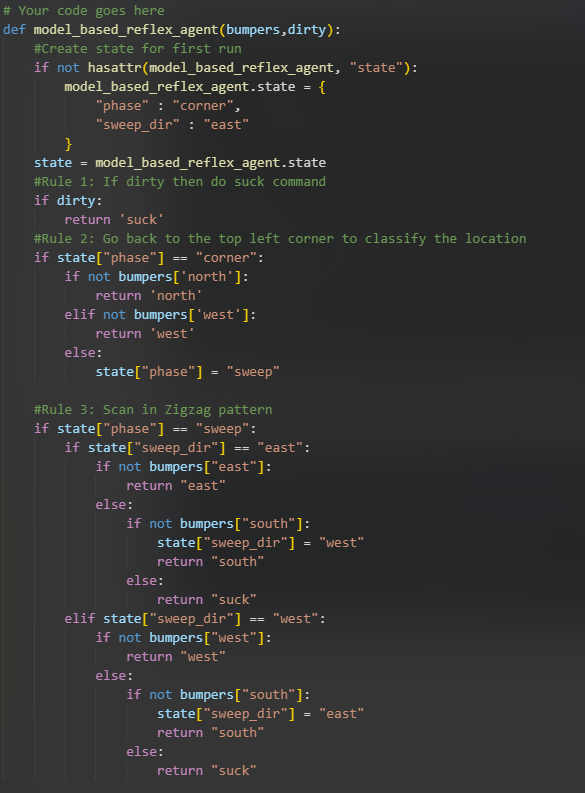 # Your code goes here
def model_based_reflex_agent(bumpers,dirty):
    #Create state for first run
    if not hasattr(model_based_reflex_agent, "state"):
        model_based_reflex_agent.state = {
            "phase" : "corner",
            "sweep_dir" : "east"
        }
    state = model_based_reflex_agent.state
    #Rule 1: If dirty then do suck command
    if dirty:
        return 'suck'
    #Rule 2: Go back to the top left corner to classify the location
    if state["phase"] == "corner":
        if not bumpers['north']:
            return 'north'
        elif not bumpers['west']:
            return 'west'
        else:
            state["phase"] = "sweep"

    #Rule 3: Scan in Zigzag pattern
    if state["phase"] == "sweep":
        if state["sweep_dir"] == "east":
            if not bumpers["east"]:
                return "east"
            else:
                if not bumpers["south"]:
                    state["sweep_dir"] = "west"
                    return "south"
                else:
                    return "suck"
        elif state["sweep_dir"] == "west":
            if not bumpers["west"]:
                return "west"
            else:
                if not bumpers["south"]:
                    state["sweep_dir"] = "east"
                    return "south"
                else:
                    return "suck"